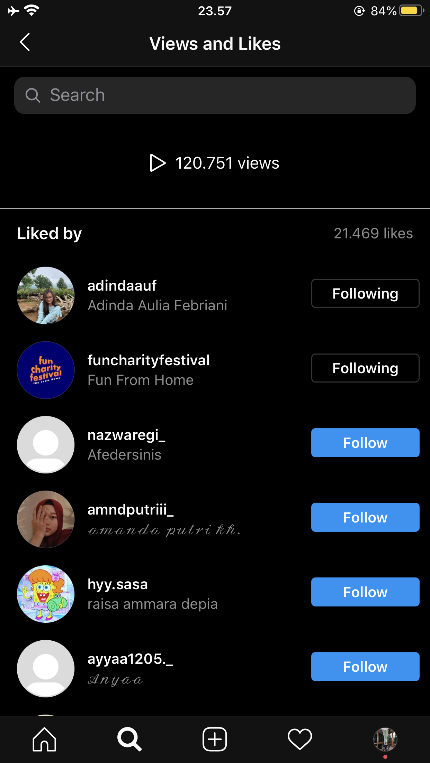 23.57
84%
Views and Likes
Search
120.751 views
Liked by
21.469 likes
adindaauf
Adinda Aulia Febriani
Following
fun
charity
festival
funcharityfestival
Fun From Home
Following
nazwaregi_
Afedersinis
Follow
amndputriii_
𝒶𝓂𝒶𝓃𝒹𝒶 𝓅𝓊𝓉𝓇𝒾 𝓀𝒽.
Follow
hyy.sasa
raisa ammara depia
Follow
ayyaa1205._
𝒜𝓃𝓎𝒶𝒶
Follow